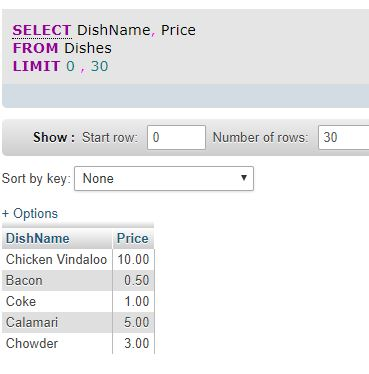 SELECT DishName, Price
FROM Dishes
LIMIT 0 , 30
Show : Start row: 0 Number of rows: 30
Sort by key: None
+ Options
DishName Price
Chicken Vindaloo 10.00
Bacon 0.50
Coke 1.00
Calamari 5.00
Chowder 3.00